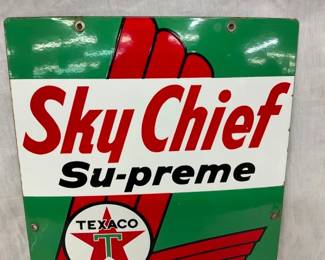 Sky Chief
Su-preme
TEXACO
T